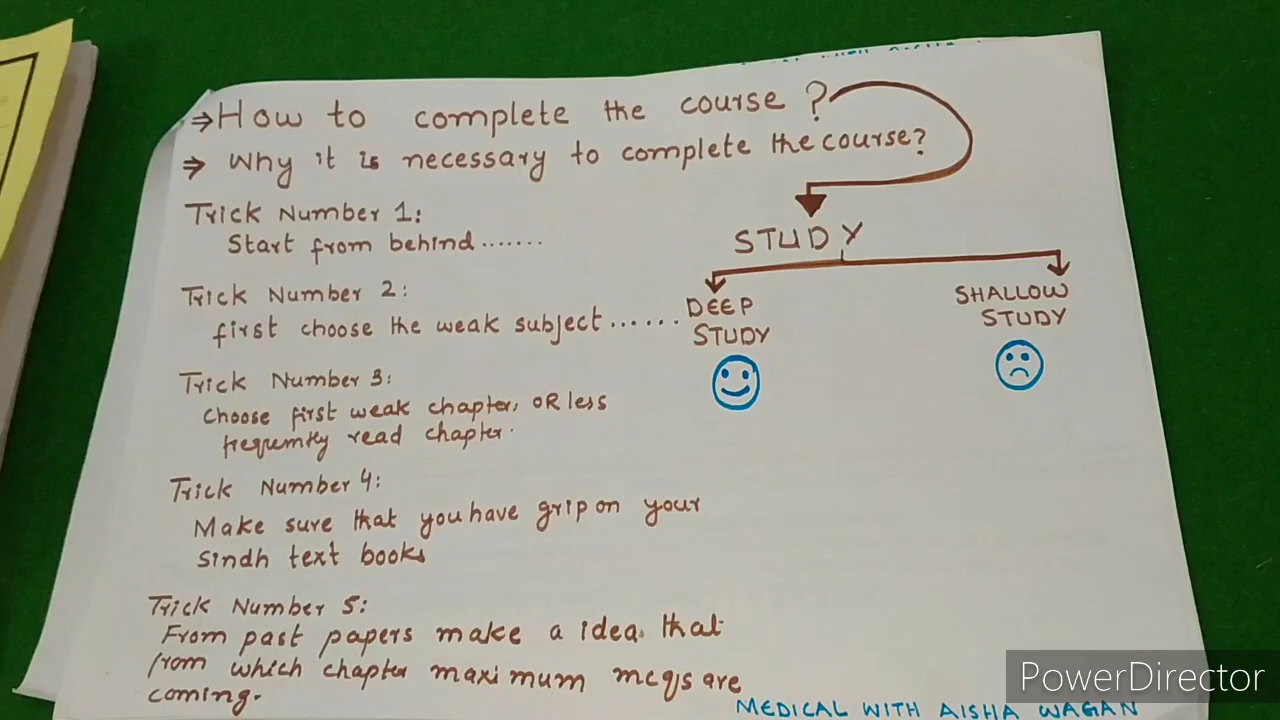 ⇒ How to complete the course?
⇒ Why it is necessary to complete the course?
Trick Number 1:
Start from behind.......
Trick Number 2:
first choose the weak subject......
Trick Number 3:
Choose first weak chapter, OR less
frequently read chapter.
Trick Number 4:
Make sure that you have grip on your
Sindh text books
Trick Number 5:
From past papers make a idea that
from which chapter maximum mcqs are
coming.
STUDY
DEEP
STUDY
SHALLOW
STUDY
MEDICAL WITH AISHA WAGAN
PowerDirector